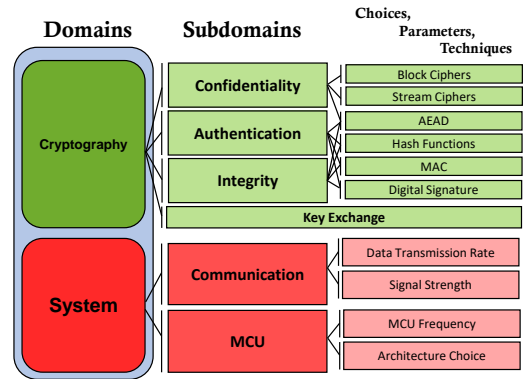 Domains
Subdomains
Choices,
Parameters,
Techniques
Cryptography
Confidentiality
Block Ciphers
Stream Ciphers
Authentication
AEAD
Hash Functions
Integrity
MAC
Digital Signature
Key Exchange
System
Communication
Data Transmission Rate
Signal Strength
MCU
MCU Frequency
Architecture Choice